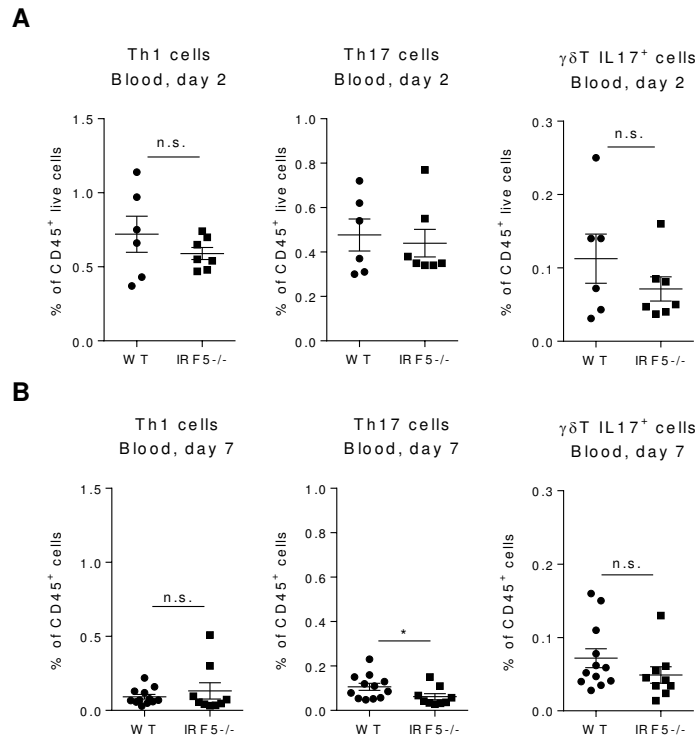 A
Th1 cells
Blood, day 2
% of CD45+ live cells
1.5
1.0
0.5
0.0
n.s.
WT IRF5-/-
Th17 cells
Blood, day 2
% of CD45+ live cells
1.0
0.8
0.6
0.4
0.2
0.0
WT IRF5-/-
γδT IL17+ cells
Blood, day 2
% of CD45+ live cells
0.3
0.2
0.1
0.0
n.s.
WT IRF5-/-
B
Th1 cells
Blood, day 7
% of CD45+ cells
1.5
1.0
0.5
0.0
n.s.
WT IRF5-/-
Th17 cells
Blood, day 7
% of CD45+ cells
1.0
0.8
0.6
0.4
0.2
0.0
*
WT IRF5-/-
γδT IL17+ cells
Blood, day 7
% of CD45+ cells
0.3
0.2
0.1
0.0
n.s.
WT IRF5-/-